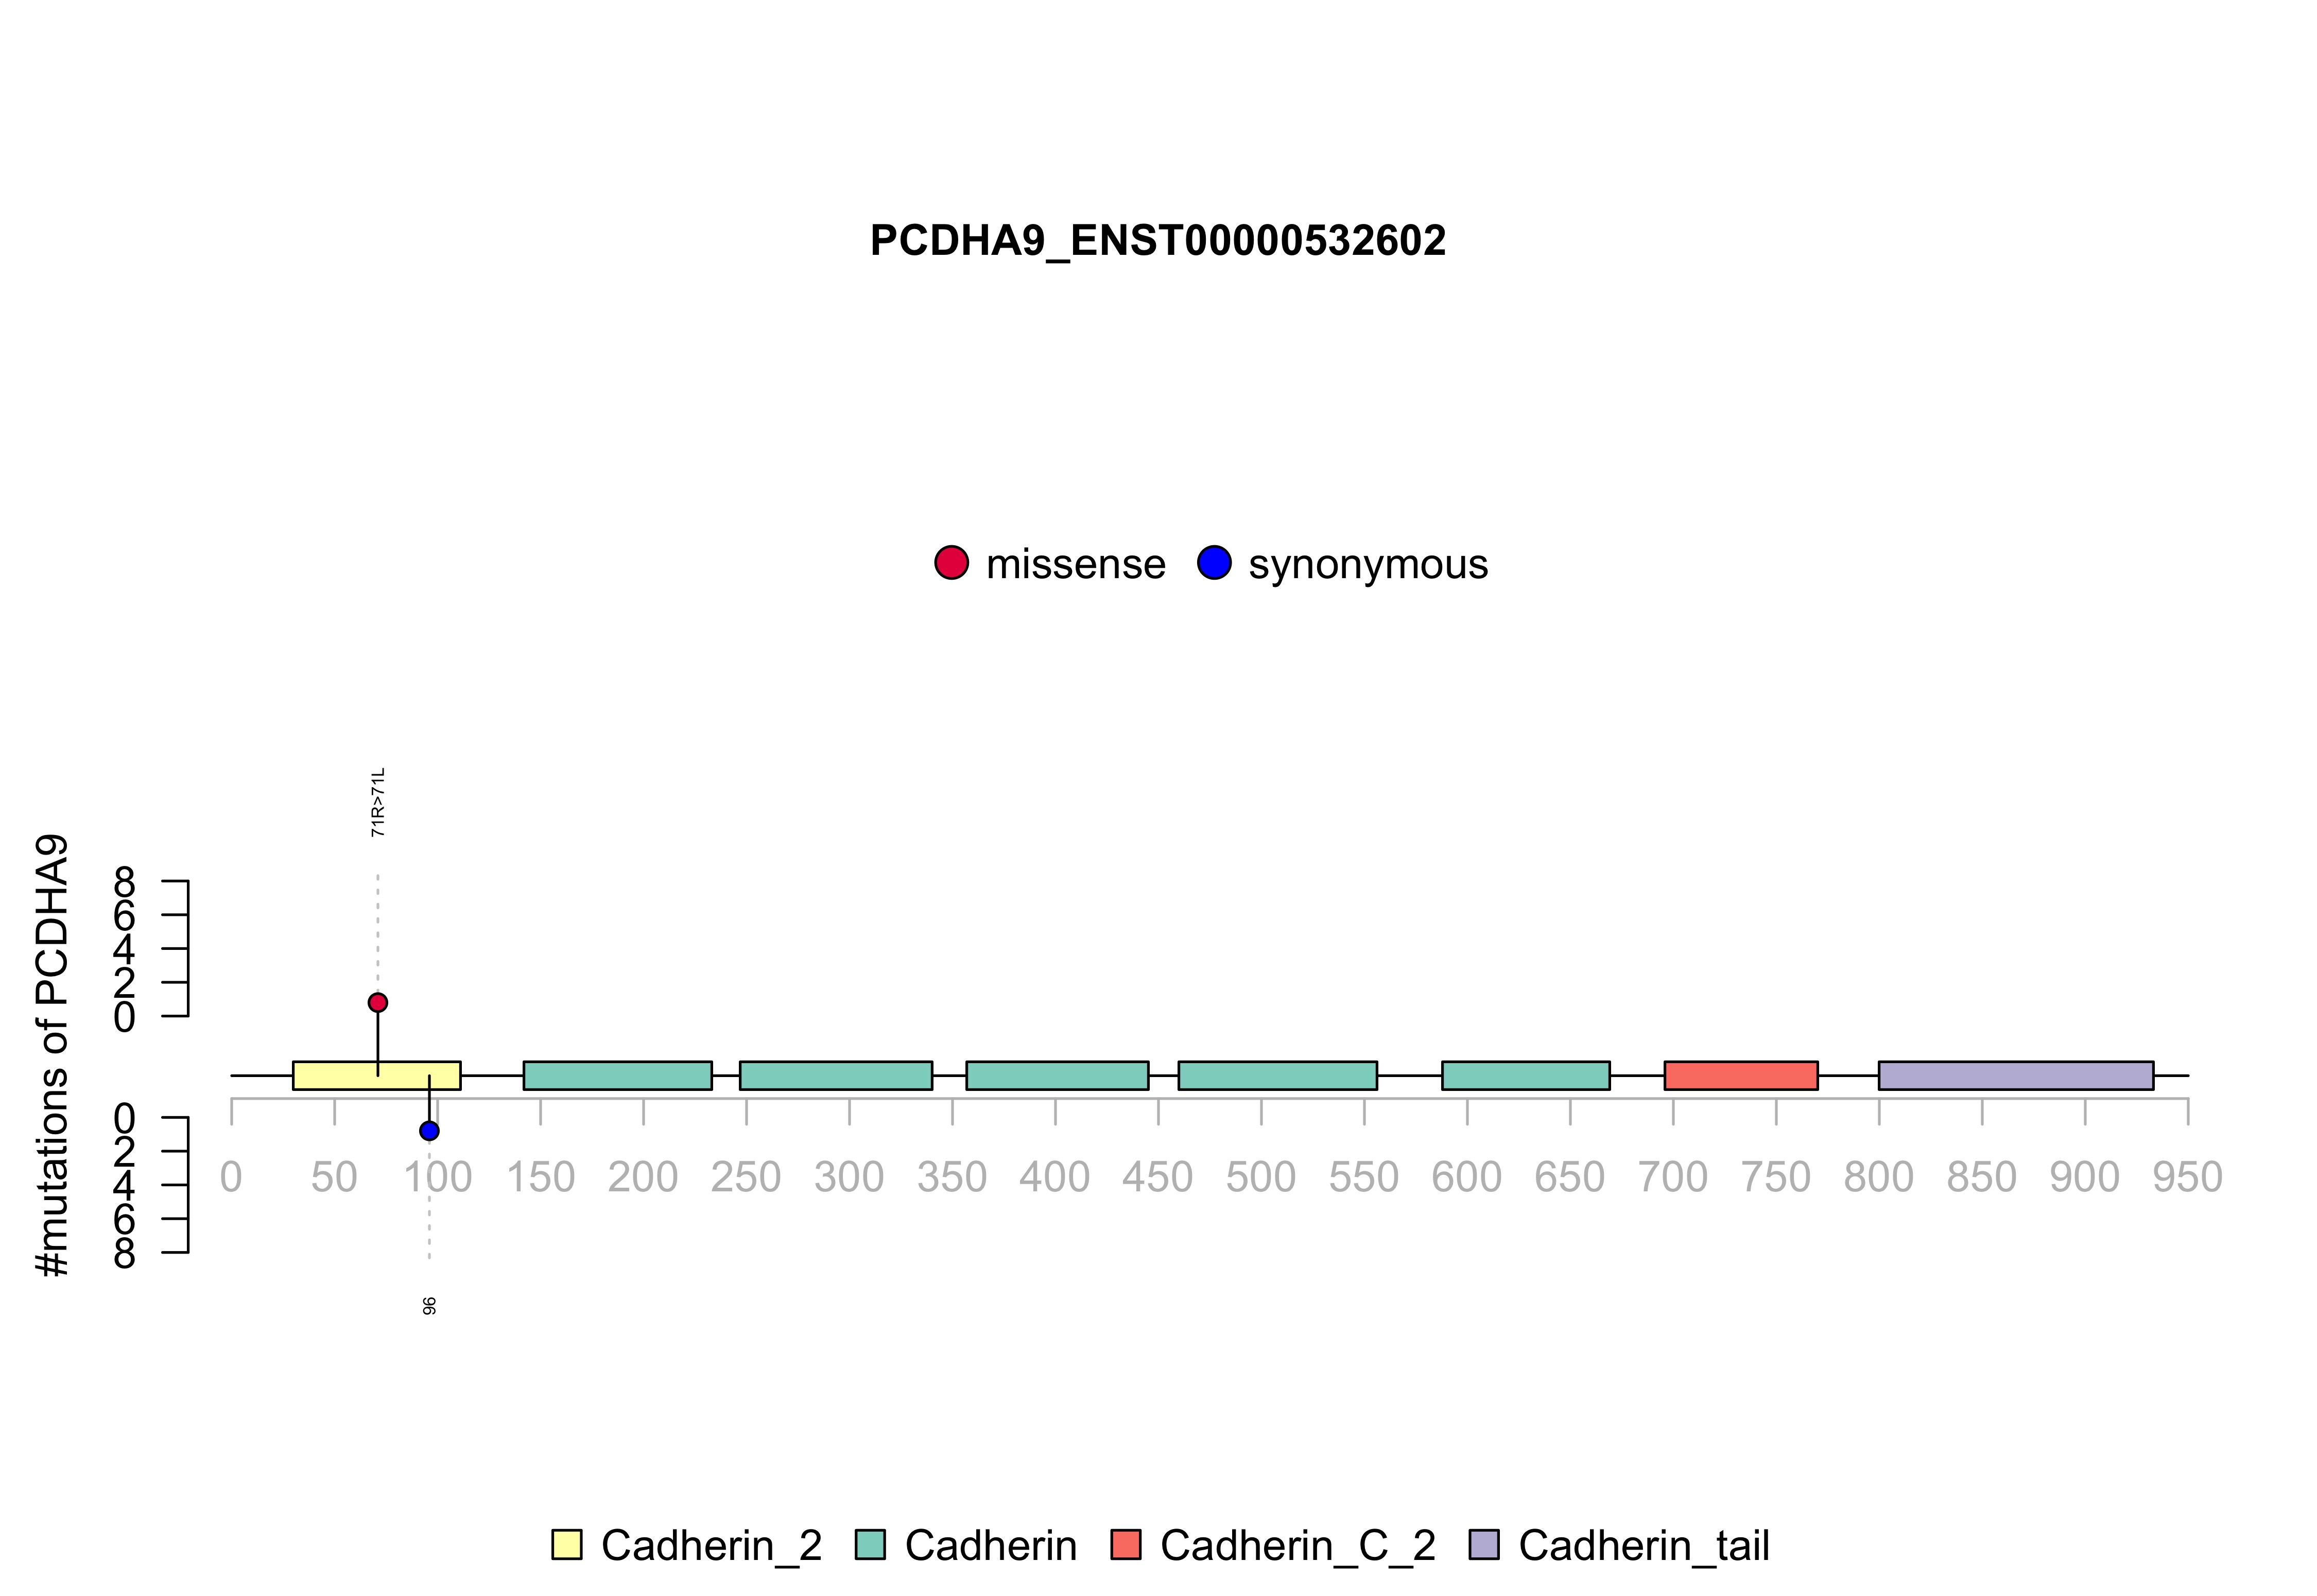 PCDHA9_ENST00000532602
missense synonymous
71R>71L
#mutations of PCDHA9
8
6
4
2
0
0
2
4
6
8
0 50 100 150 200 250 300 350 400 450 500 550 600 650 700 750 800 850 900 950
96
Cadherin_2 Cadherin Cadherin_C_2 Cadherin_tail